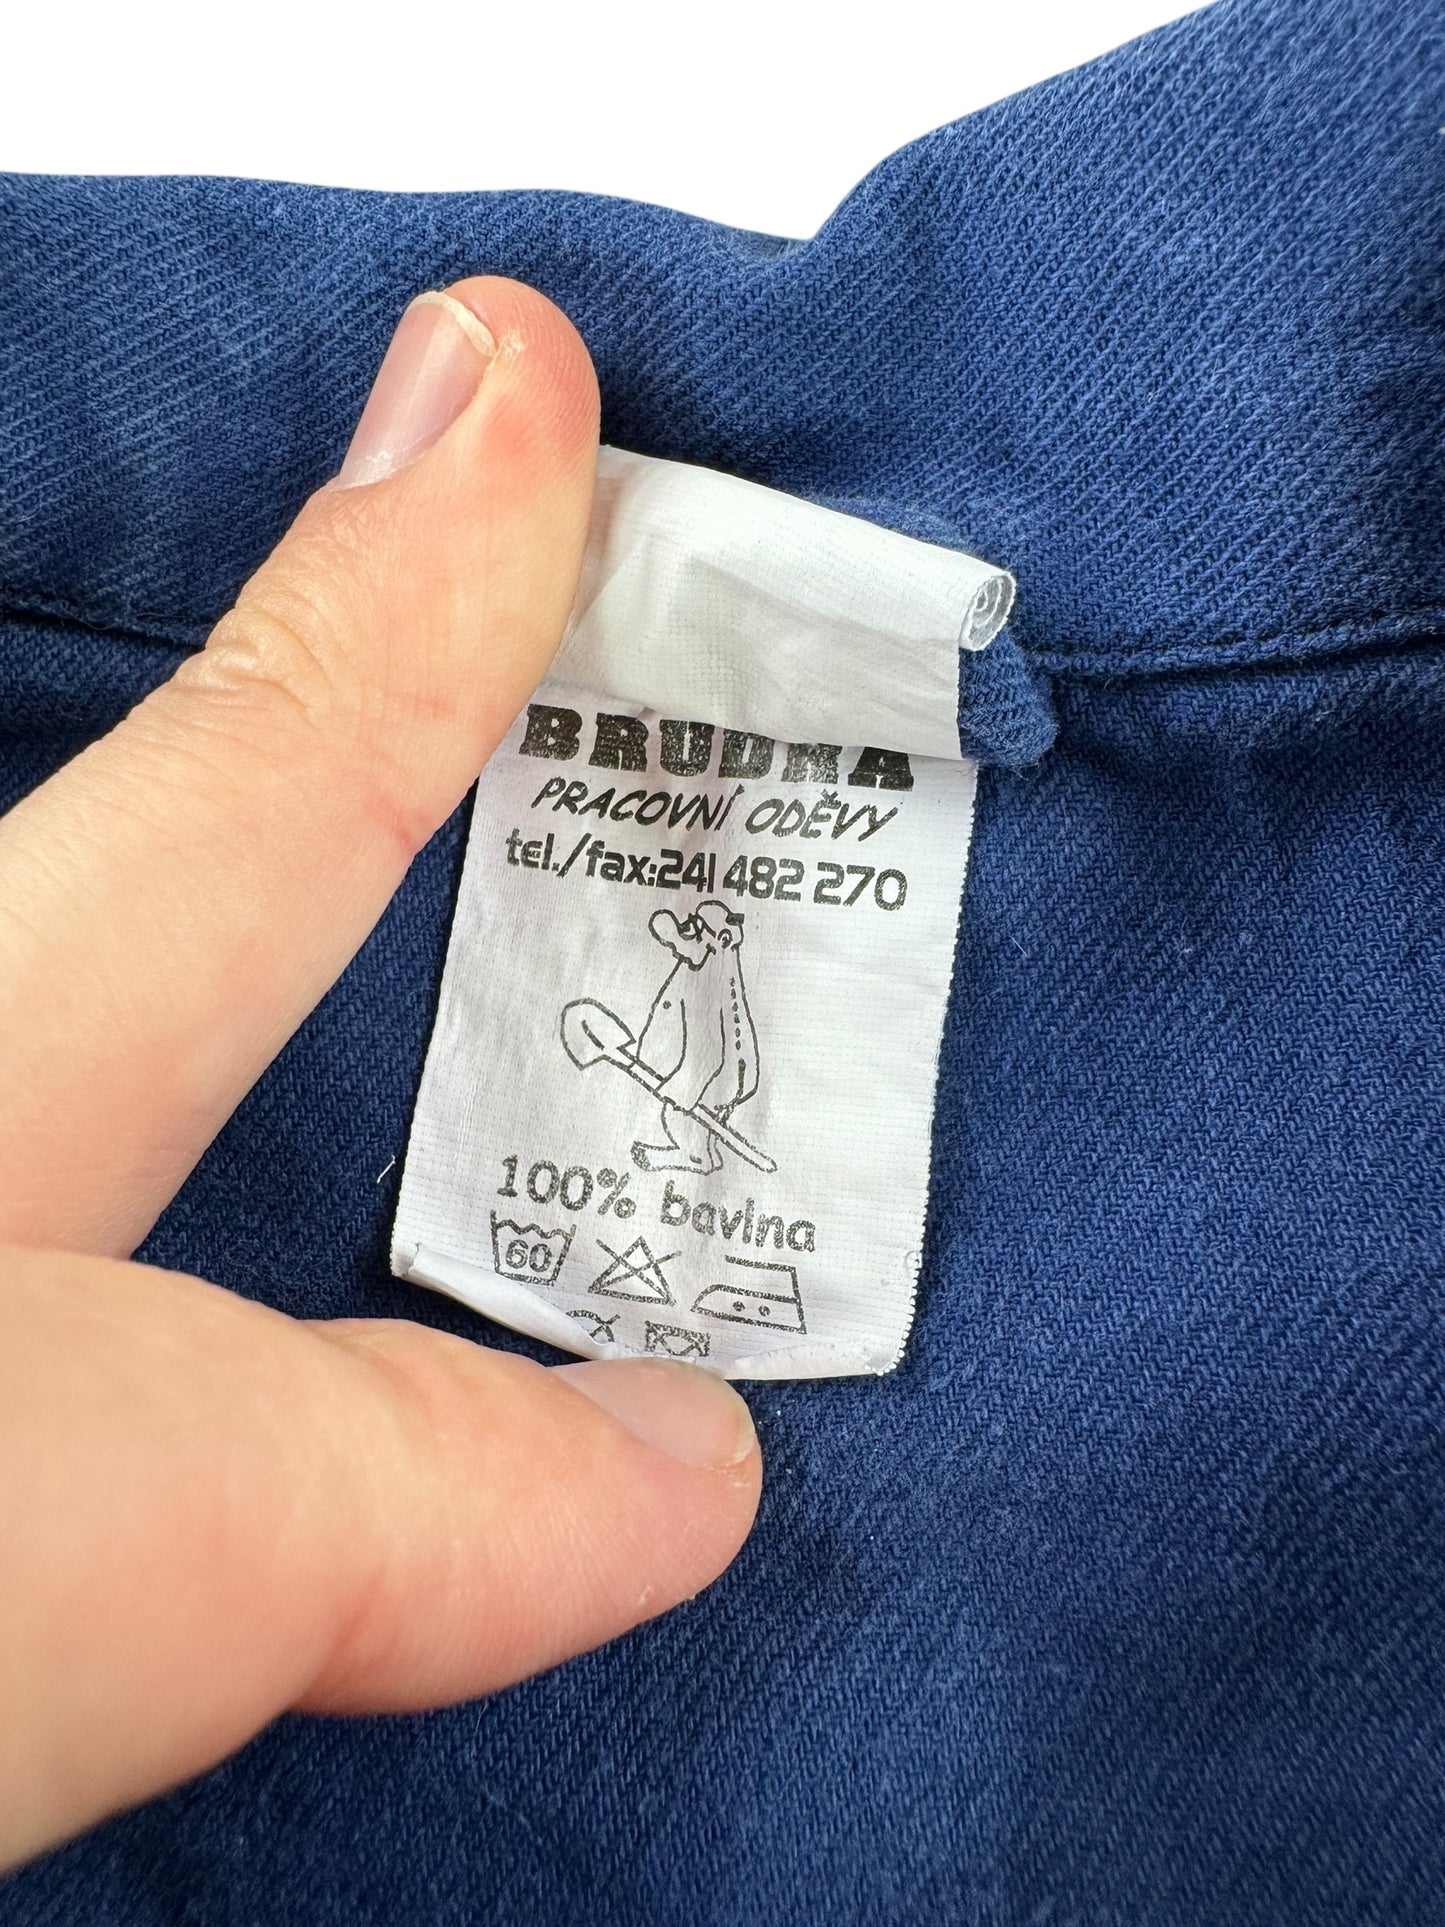 BRUDNA
PRACOVNÍ ODĚVY
tel./fax:241 482 270
100% bavlna
60